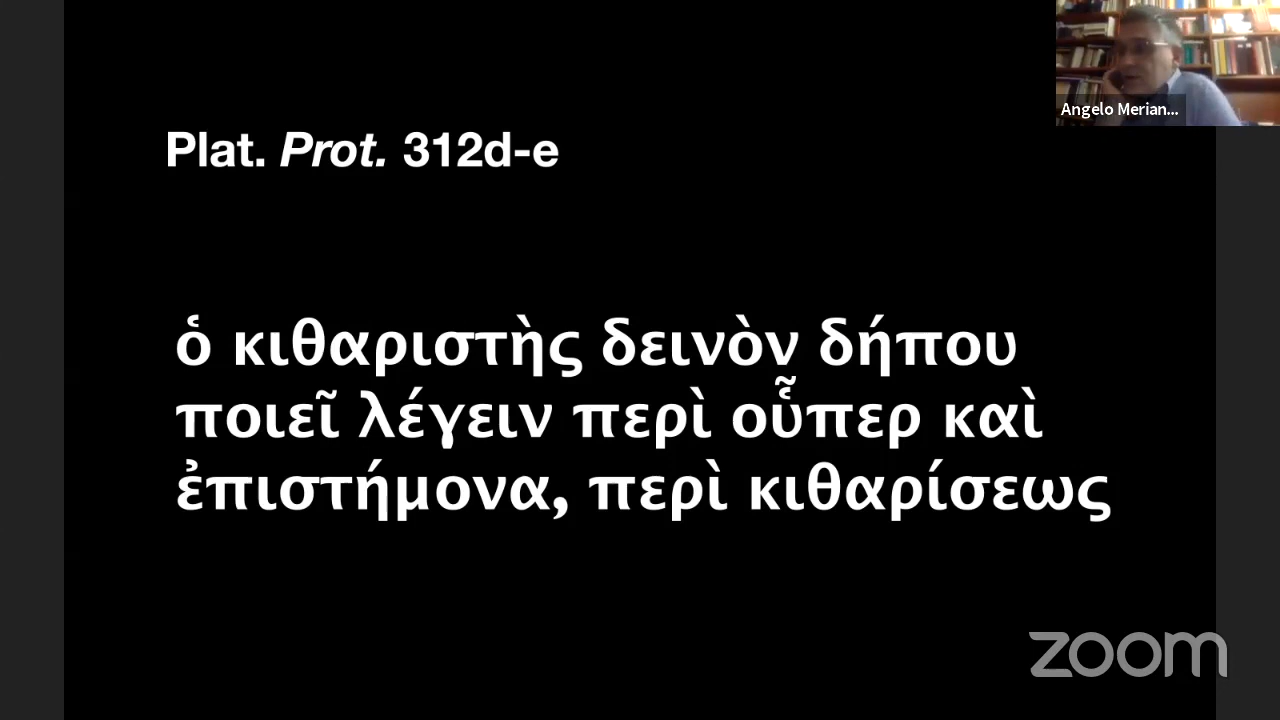 Angelo Merian...
Plat. Prot. 312d-e
ὁ κιθαριστὴς δεινὸν δήπου
ποιεῖ λέγειν περὶ οὗπερ καὶ
ἐπιστήμονα, περὶ κιθαρίσεως
zoom